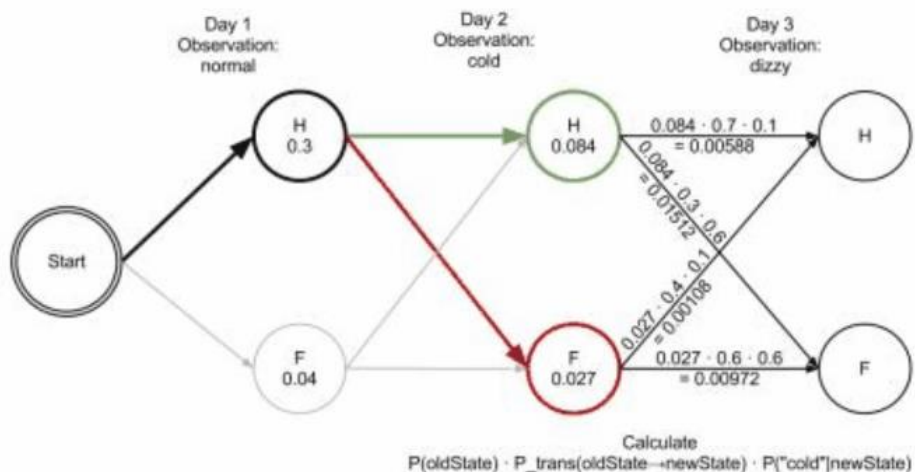 Day 1
Observation:
normal
Day 2
Observation:
cold
Day 3
Observation:
dizzy
Start
H
0.3
F
0.04
H
0.084
F
0.027
0.084 · 0.7 · 0.1
= 0.00588
0.084 · 0.3 · 0.6
= 0.01512
0.027 · 0.4 · 0.1
= 0.00108
0.027 · 0.6 · 0.6
= 0.00972
H
F
Calculate
P(oldState) · P_trans(oldState→newState) · P("cold"|newState)